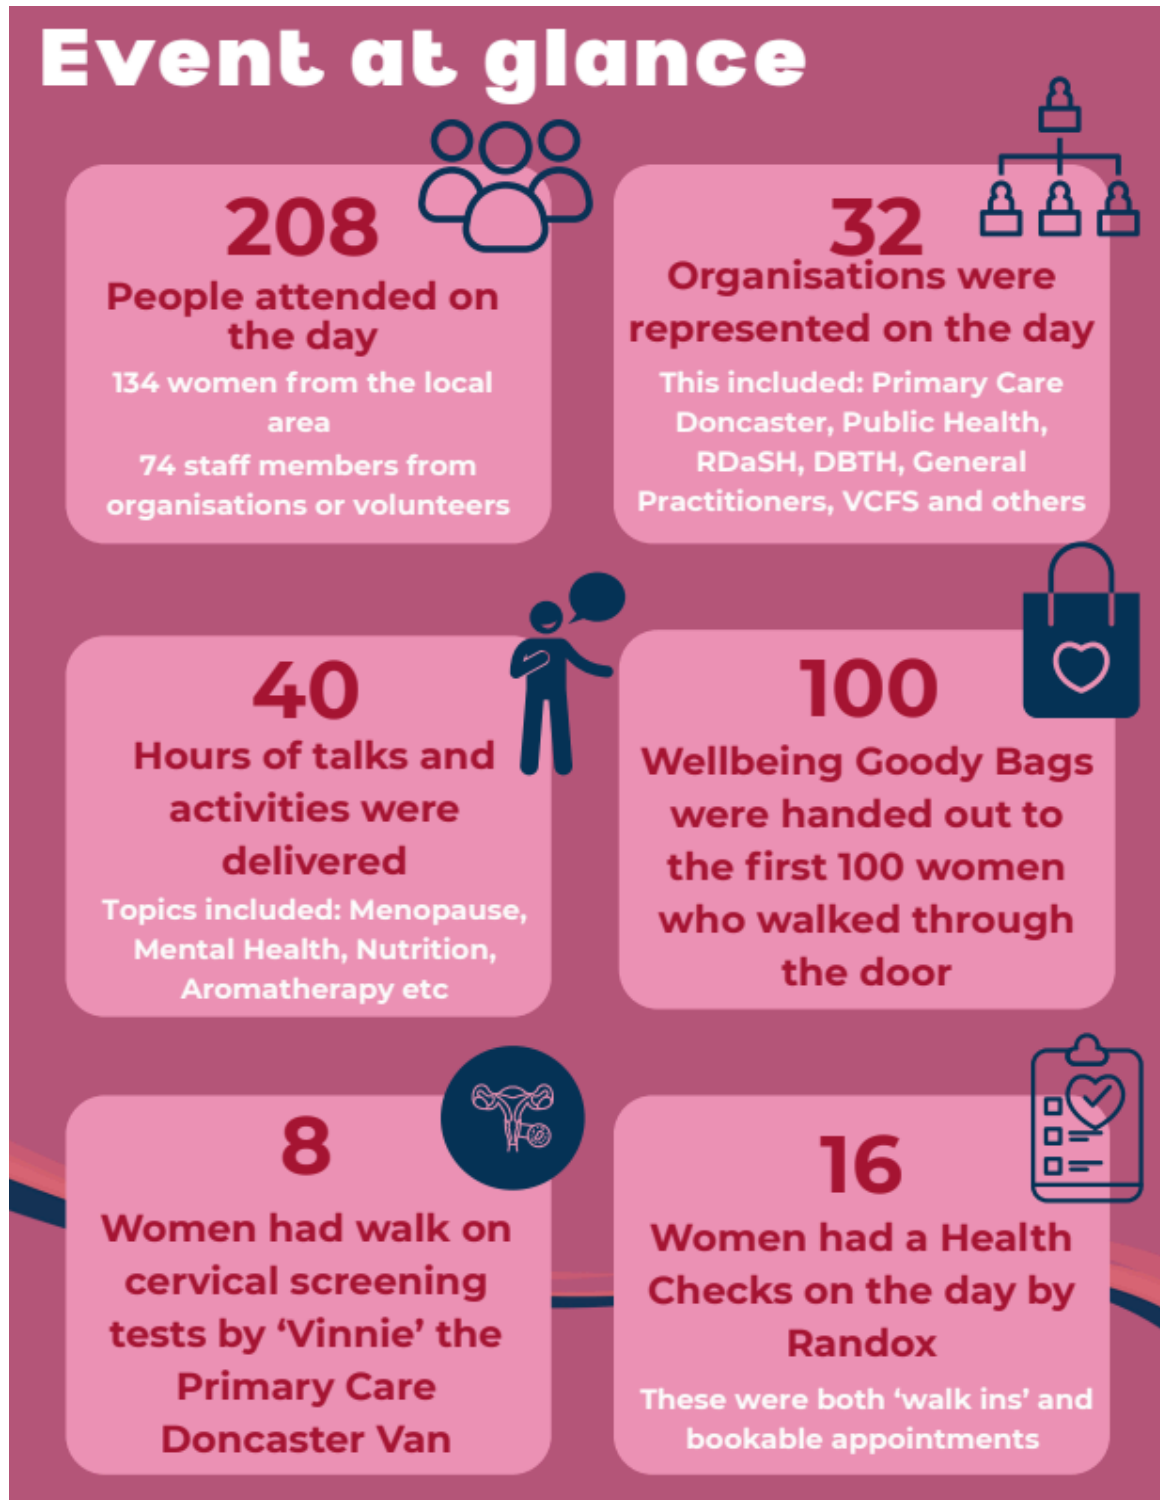 Event at glance
208
People attended on
the day
134 women from the local
area
74 staff members from
organisations or volunteers
32
Organisations were
represented on the day
This included: Primary Care
Doncaster, Public Health,
RDaSH, DBTH, General
Practitioners, VCFS and others
40
Hours of talks and
activities were
delivered
Topics included: Menopause,
Mental Health, Nutrition,
Aromatherapy etc
100
Wellbeing Goody Bags
were handed out to
the first 100 women
who walked through
the door
8
Women had walk on
cervical screening
tests by ‘Vinnie’ the
Primary Care
Doncaster Van
16
Women had a Health
Checks on the day by
Randox
These were both ‘walk ins’ and
bookable appointments